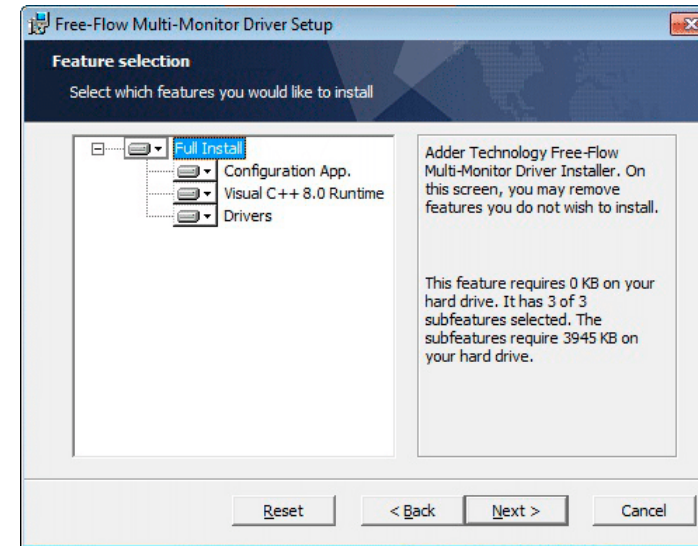 Free-Flow Multi-Monitor Driver Setup
Feature selection
Select which features you would like to install
Full Install
Configuration App.
Visual C++ 8.0 Runtime
Drivers
Adder Technology Free-Flow
Multi-Monitor Driver Installer. On
this screen, you may remove
features you do not wish to install.
This feature requires 0 KB on your
hard drive. It has 3 of 3
subfeatures selected. The
subfeatures require 3945 KB on
your hard drive.
Reset
< Back
Next >
Cancel